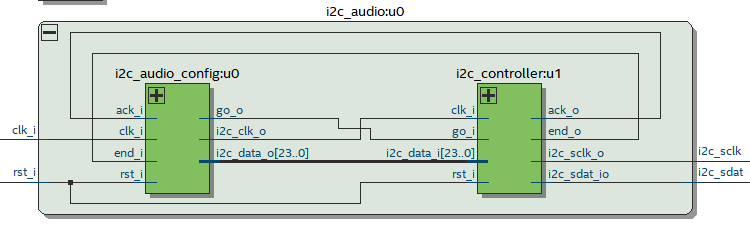 i2c_audio:u0
i2c_audio_config:u0
i2c_controller:u1
ack_i
go_o
clk_i
ack_o
clk_i
clk_i
i2c_clk_o
go_i
end_o
end_i
i2c_data_o[23..0]
i2c_data_i[23..0]
i2c_sclk_o
i2c_sclk
rst_i
rst_i
rst_i
i2c_sdat_io
i2c_sdat